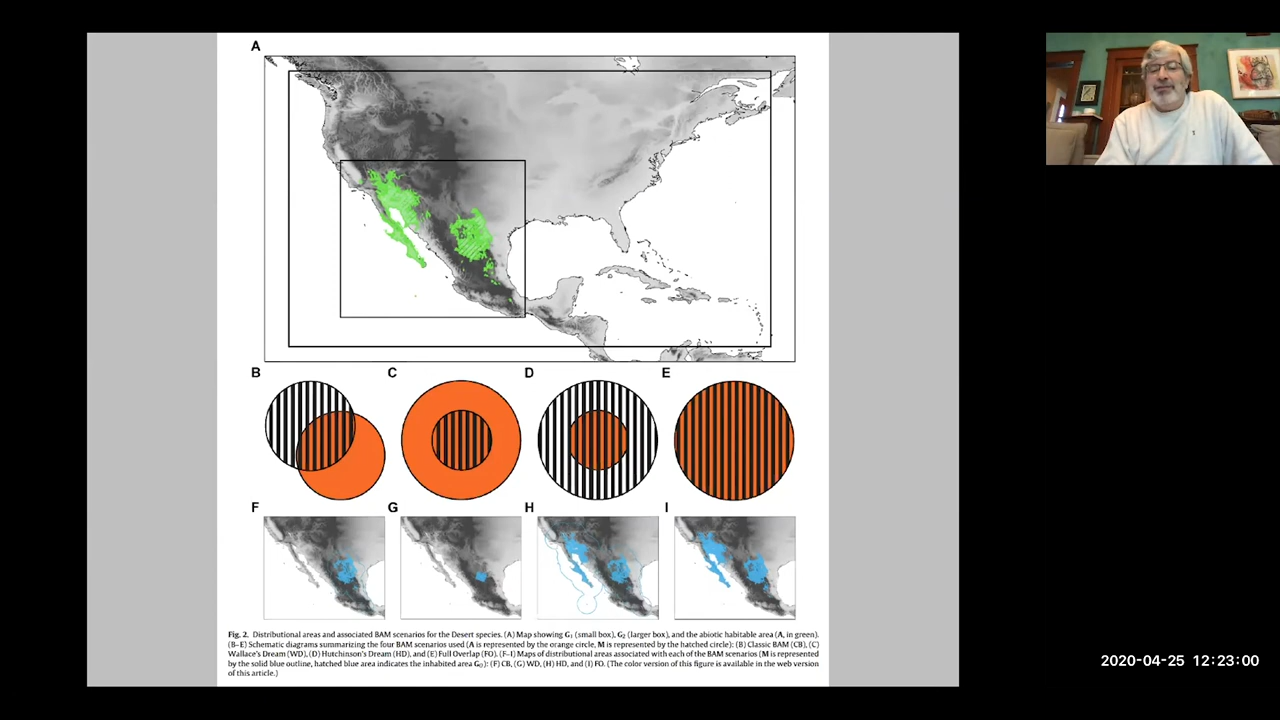 A
B
C
D
E
F
G
H
I
Fig. 2. Distributional areas and associated BAM scenarios for the Desert species. (A) Map showing G₁ (small box), G₂ (larger box), and the abiotic habitable area (A, in green).
(B–E) Schematic diagrams summarizing the four BAM scenarios used (A is represented by the orange circle, M is represented by the hatched circle): (B) Classic BAM (CB), (C)
Wallace's Dream (WD), (D) Hutchinson's Dream (HD), and (E) Full Overlap (FO). (F–I) Maps of distributional areas associated with each of the BAM scenarios (M is represented
by the solid blue outline, hatched blue area indicates the inhabited area G₀): (F) CB, (G) WD, (H) HD, and (I) FO. (The color version of this figure is available in the web version
of this article.)
2020-04-25 12:23:00